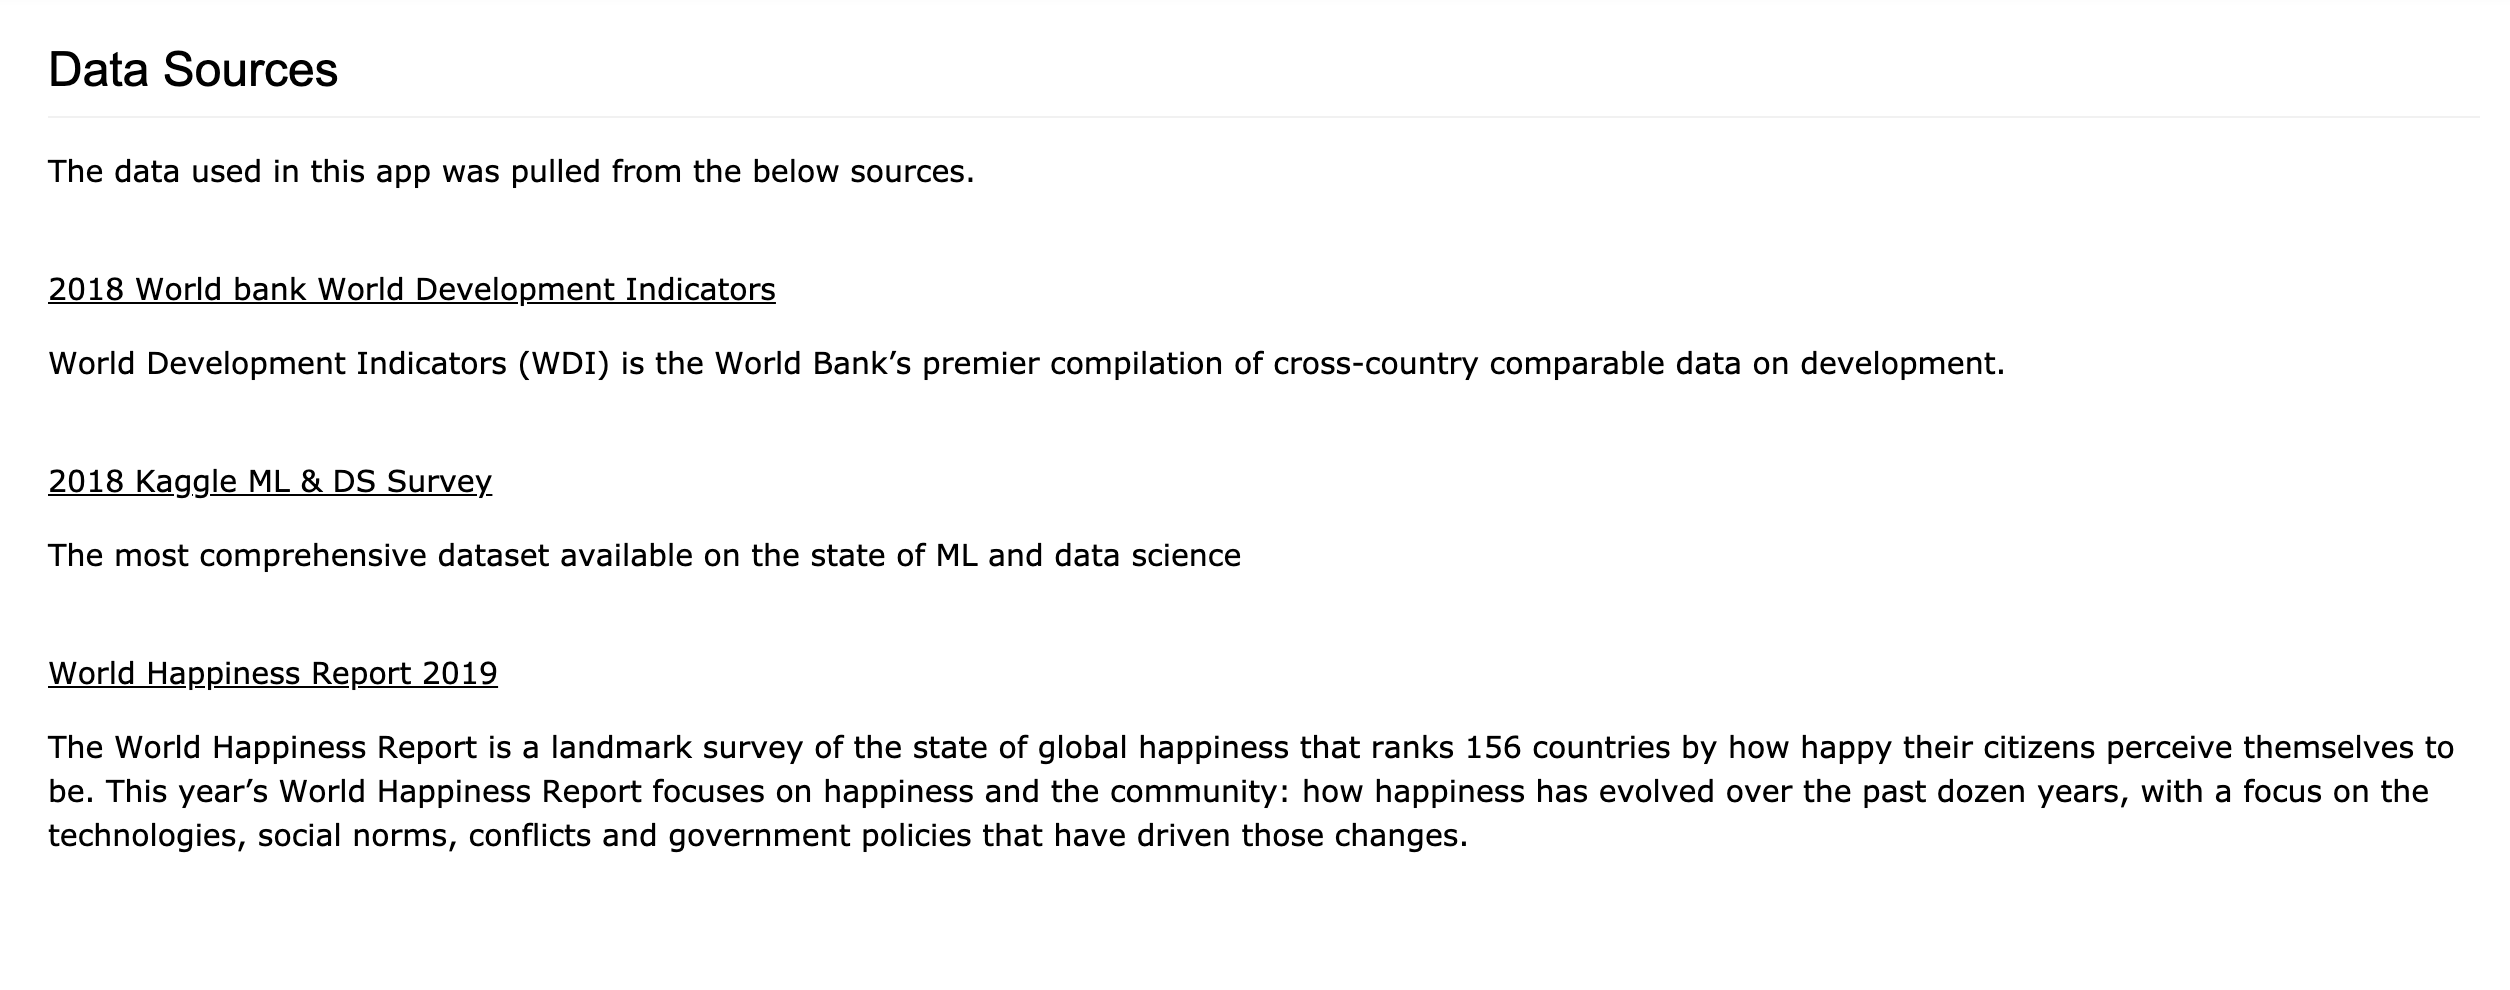 Data Sources
The data used in this app was pulled from the below sources.
2018 World bank World Development Indicators
World Development Indicators (WDI) is the World Bank’s premier compilation of cross-country comparable data on development.
2018 Kaggle ML & DS Survey
The most comprehensive dataset available on the state of ML and data science
World Happiness Report 2019
The World Happiness Report is a landmark survey of the state of global happiness that ranks 156 countries by how happy their citizens perceive themselves to
be. This year’s World Happiness Report focuses on happiness and the community: how happiness has evolved over the past dozen years, with a focus on the
technologies, social norms, conflicts and government policies that have driven those changes.